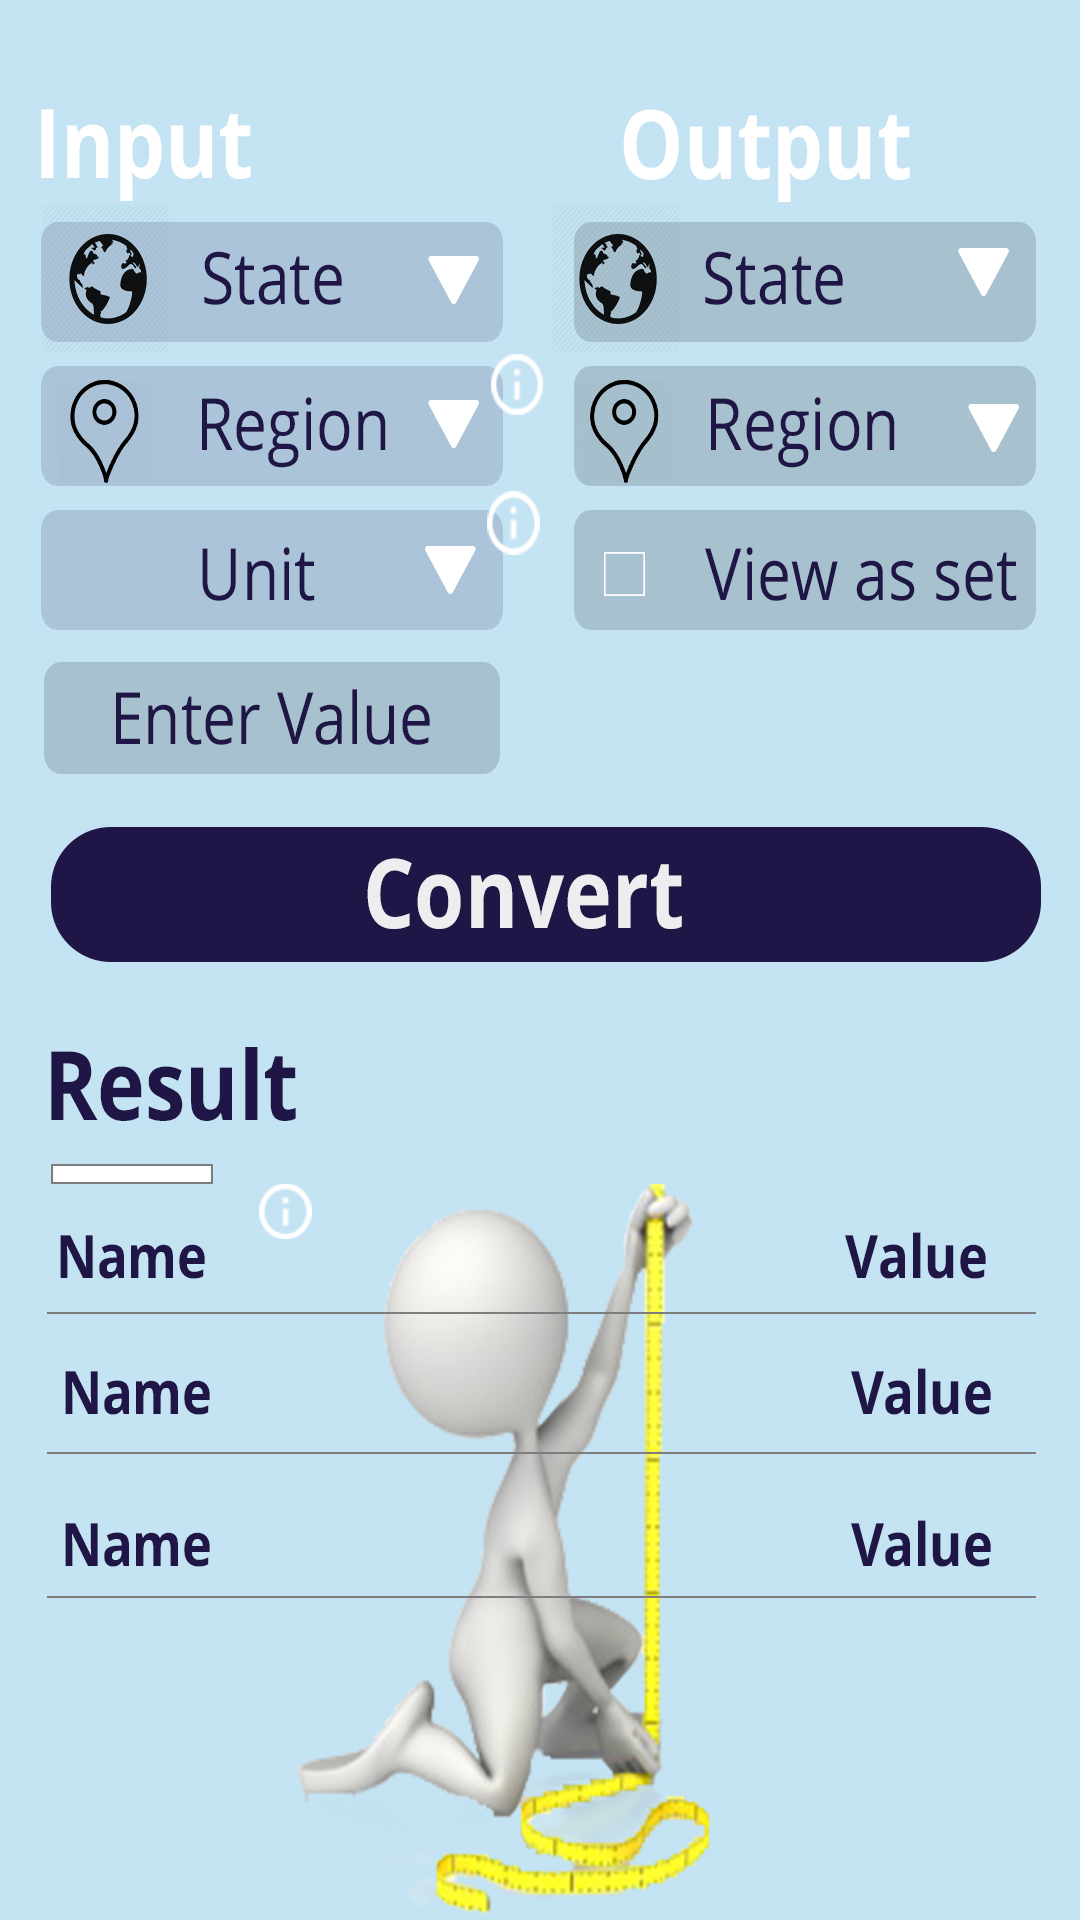 Input Output
State State
Region Region
Unit View as set
Enter Value
Convert
Result
Name Value
Name Value
Name Value